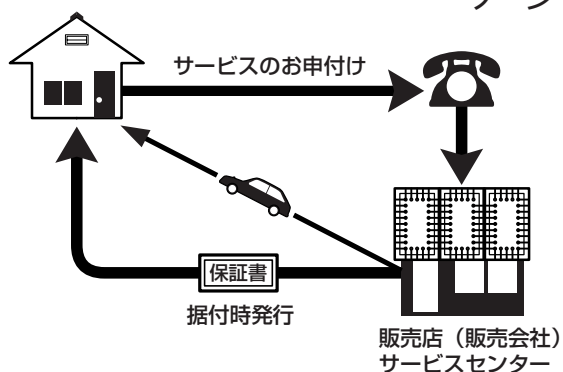 サービスのお申付け
保証書
据付時発行
販売店（販売会社）
サービスセンター